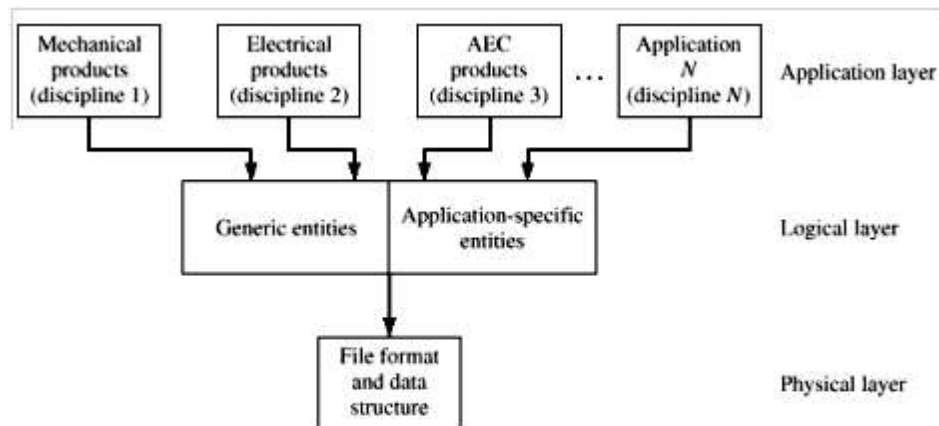 Mechanical
products
(discipline 1)
Electrical
products
(discipline 2)
AEC
products
(discipline 3)
...
Application
N
(discipline N)
Application layer
Generic entities
Application-specific
entities
Logical layer
File format
and data
structure
Physical layer